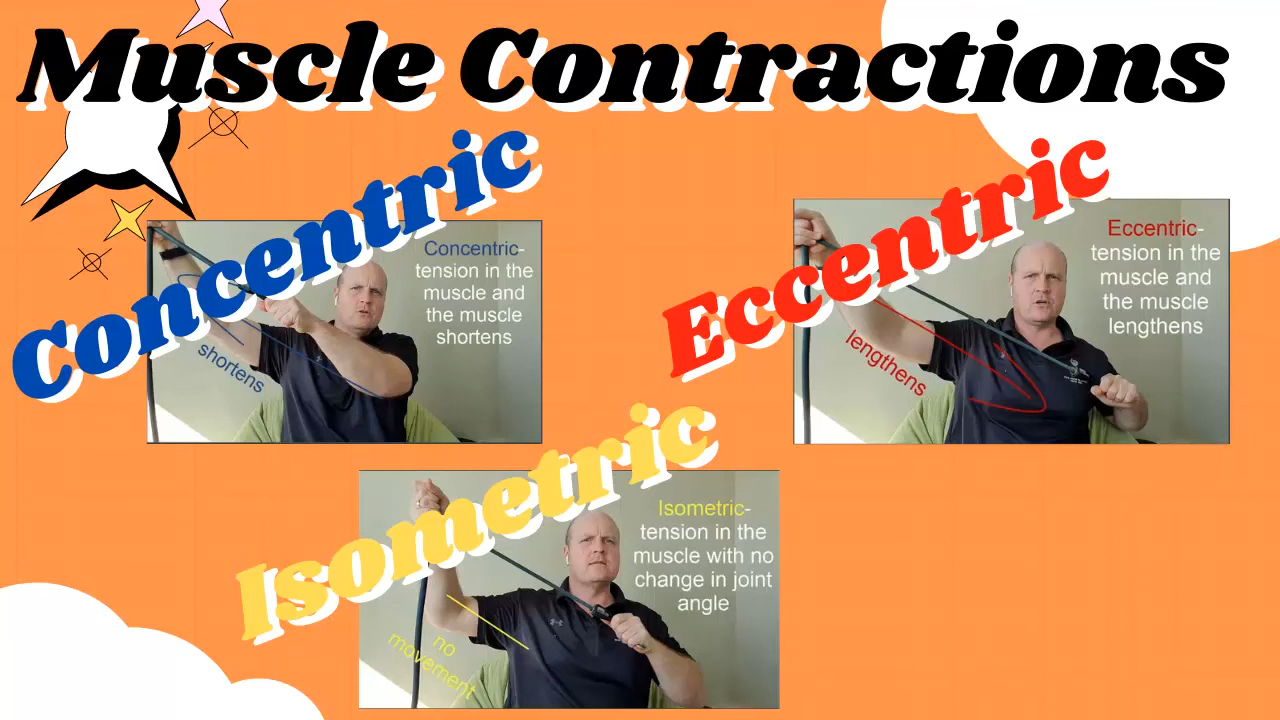 Muscle Contractions
Concentric
Concentric-
tension in the
muscle and
the muscle
shortens
shortens
Eccentric
Eccentric-
tension in the
muscle and
the muscle
lengthens
lengthens
Isometric
Isometric-
tension in the
muscle with no
change in joint
angle
no
movement